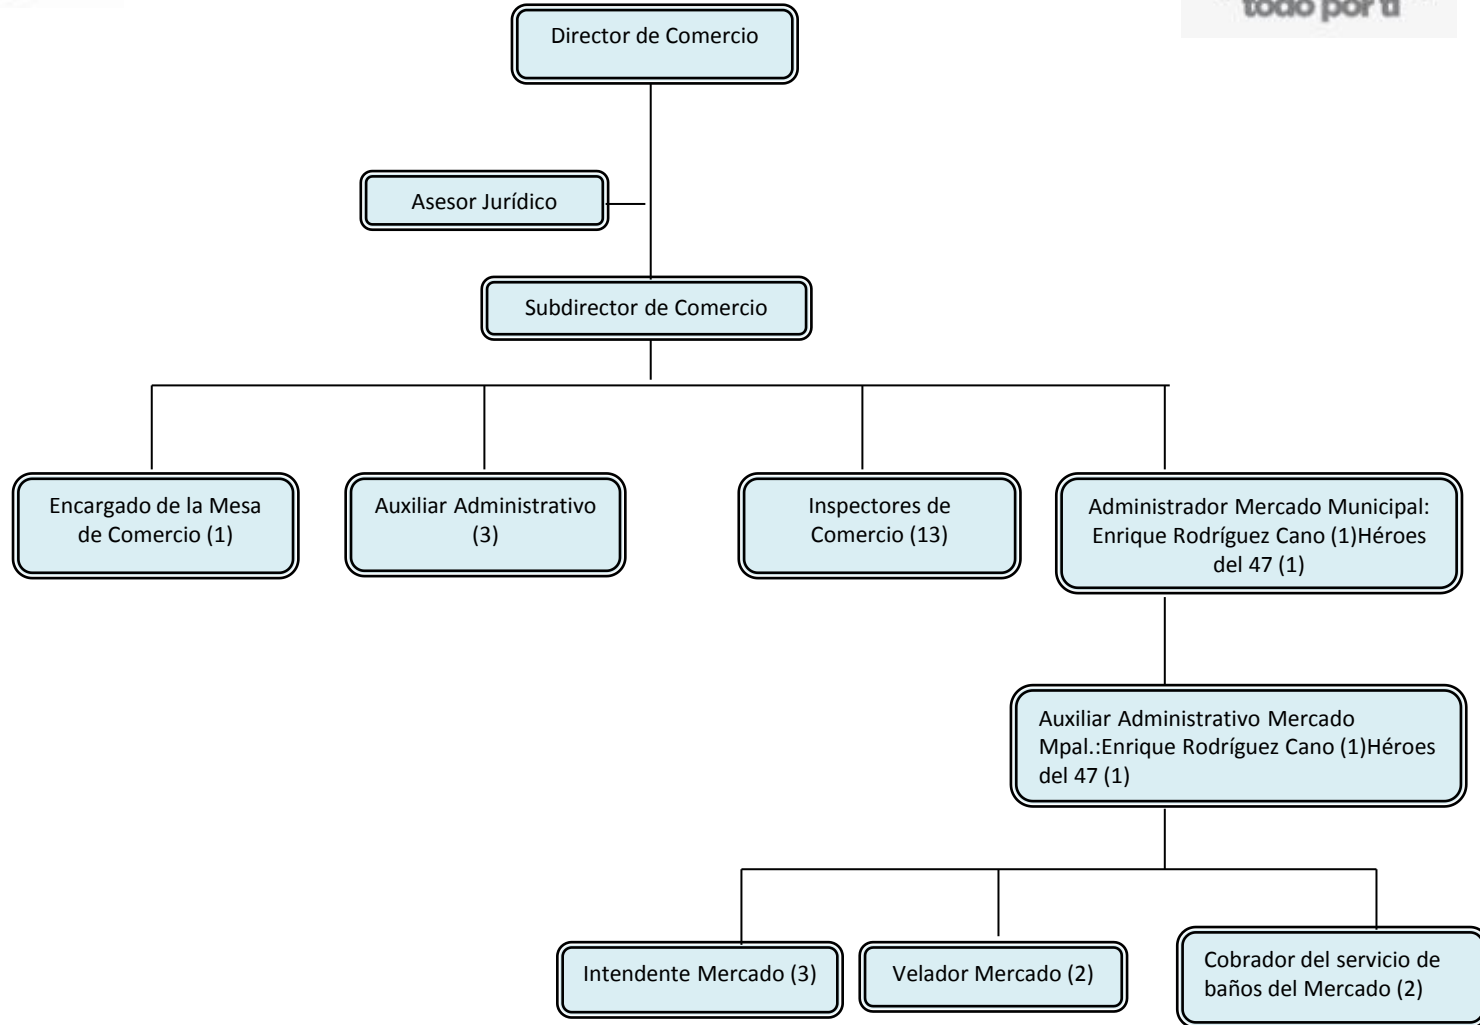 todo por ti
Director de Comercio
Asesor Jurídico
Subdirector de Comercio
Encargado de la Mesa
de Comercio (1)
Auxiliar Administrativo
(3)
Inspectores de
Comercio (13)
Administrador Mercado Municipal:
Enrique Rodríguez Cano (1)Héroes
del 47 (1)
Auxiliar Administrativo Mercado
Mpal.:Enrique Rodríguez Cano (1)Héroes
del 47 (1)
Intendente Mercado (3)
Velador Mercado (2)
Cobrador del servicio de
baños del Mercado (2)